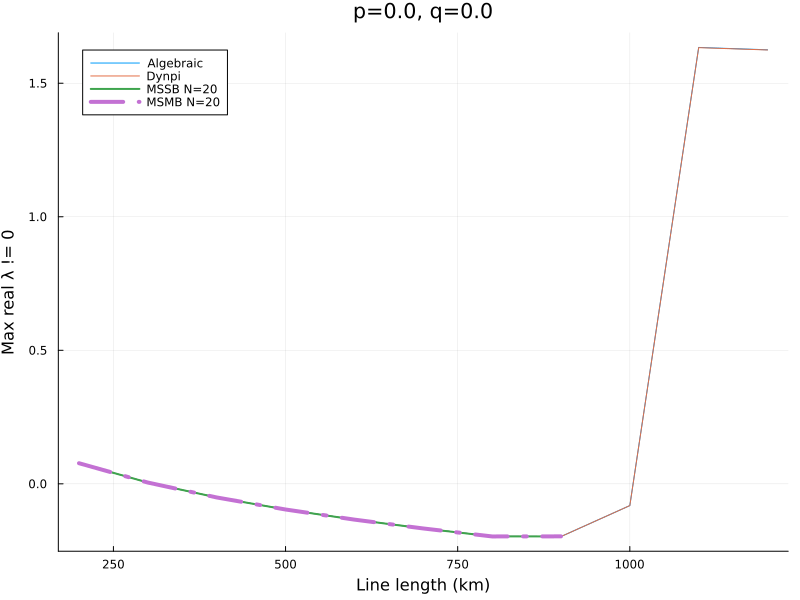 p=0.0, q=0.0
Algebraic
Dynpi
MSSB N=20
MSMB N=20
1.5
1.0
0.5
0.0
Max real λ != 0
250
500
750
1000
Line length (km)